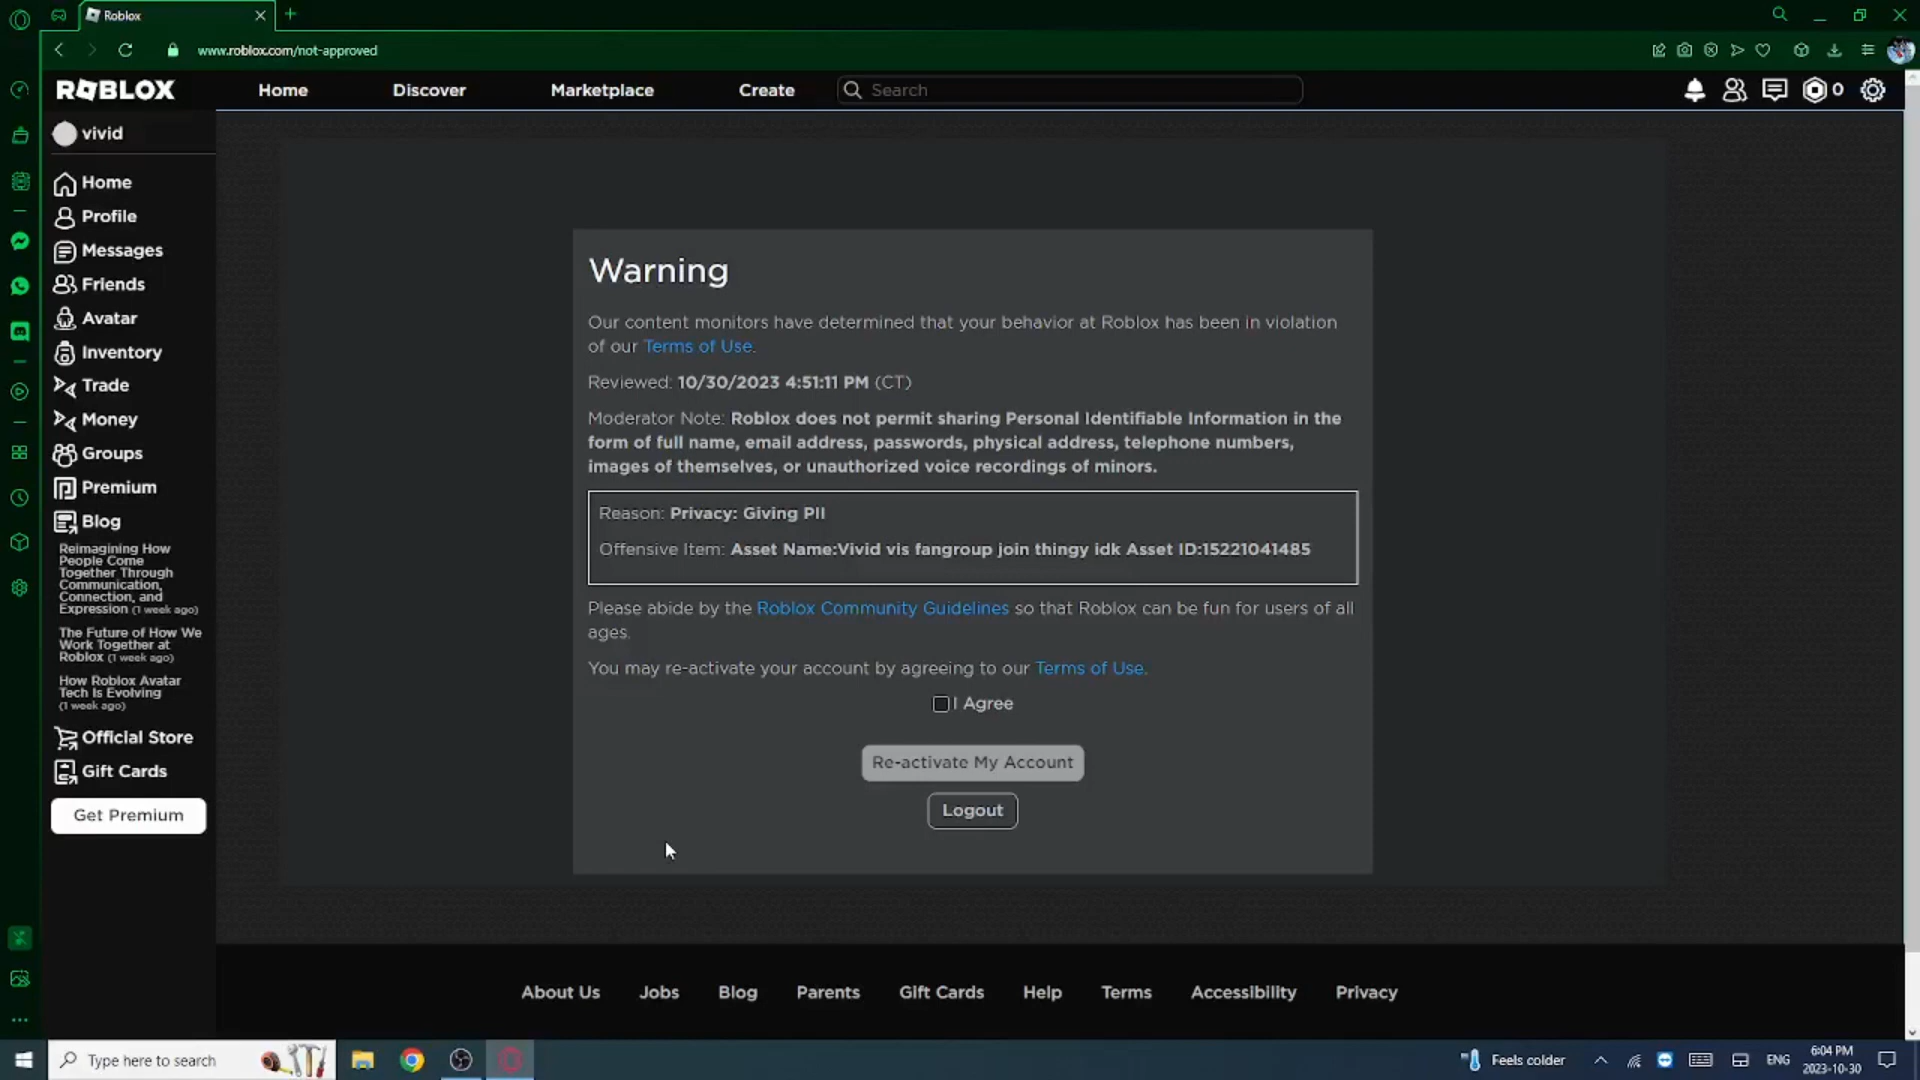 Roblox
www.roblox.com/not-approved
ROBLOX
Home
Discover
Marketplace
Create
Search
0
vivid
Home
Profile
Messages
Friends
Avatar
Inventory
Trade
Money
Groups
Premium
Blog
Reimagining How
People Come
Together Through
Communication,
Connection, and
Expression (1 week ago)
The Future of How We
Work Together at
Roblox (1 week ago)
How Roblox Avatar
Tech Is Evolving
(1 week ago)
Official Store
Gift Cards
Get Premium
Warning
Our content monitors have determined that your behavior at Roblox has been in violation
of our Terms of Use.
Reviewed: 10/30/2023 4:51:11 PM (CT)
Moderator Note: Roblox does not permit sharing Personal Identifiable Information in the
form of full name, email address, passwords, physical address, telephone numbers,
images of themselves, or unauthorized voice recordings of minors.
Reason: Privacy: Giving PII
Offensive Item: Asset Name:Vivid vis fangroup join thingy idk Asset ID:15221041485
Please abide by the Roblox Community Guidelines so that Roblox can be fun for users of all
ages.
You may re-activate your account by agreeing to our Terms of Use.
I Agree
Re-activate My Account
Logout
About Us
Jobs
Blog
Parents
Gift Cards
Help
Terms
Accessibility
Privacy
Type here to search
Feels colder
ENG
6:04 PM
2023-10-30